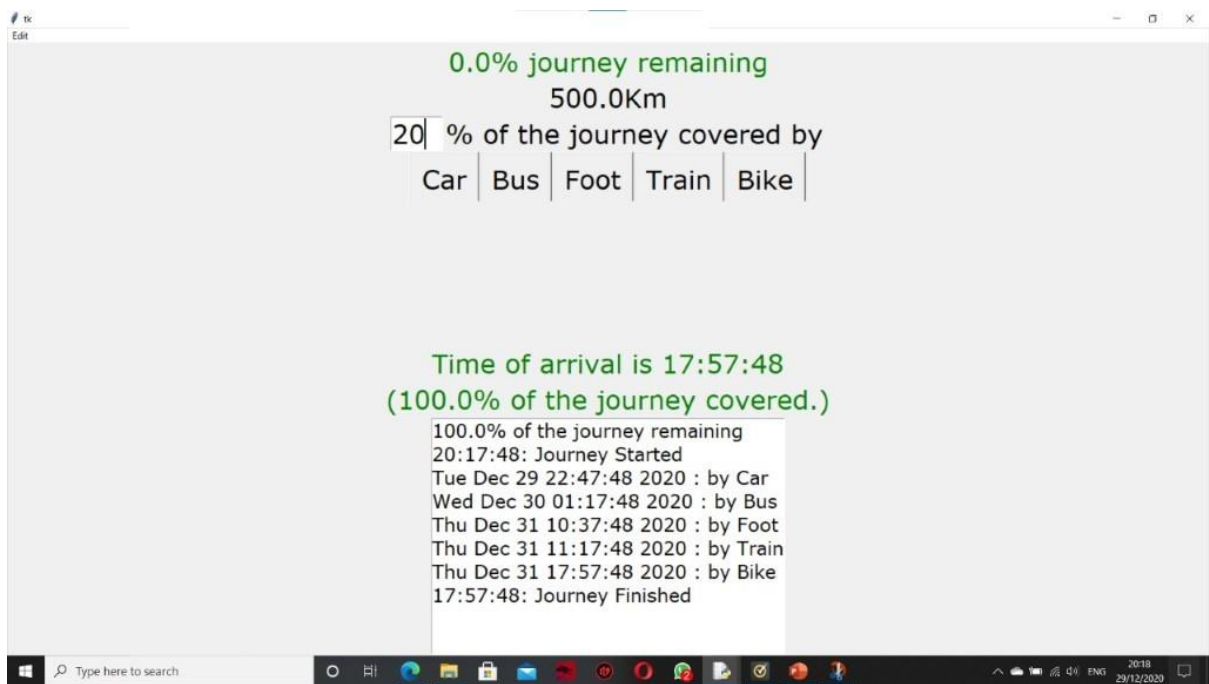 tk
Edit
0.0% journey remaining
500.0Km
20 % of the journey covered by
Car Bus Foot Train Bike
Time of arrival is 17:57:48
(100.0% of the journey covered.)
100.0% of the journey remaining
20:17:48: Journey Started
Tue Dec 29 22:47:48 2020 : by Car
Wed Dec 30 01:17:48 2020 : by Bus
Thu Dec 31 10:37:48 2020 : by Foot
Thu Dec 31 11:17:48 2020 : by Train
Thu Dec 31 17:57:48 2020 : by Bike
17:57:48: Journey Finished
Type here to search
ENG
20:18
29/12/2020